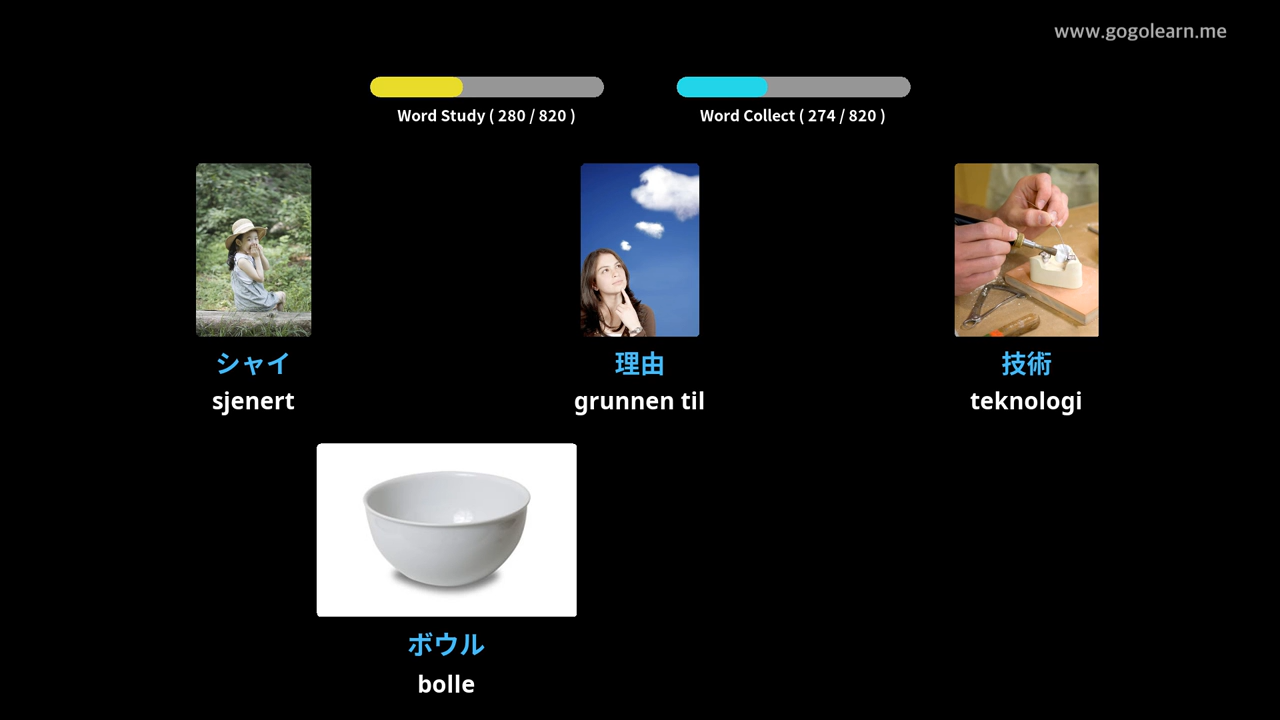 www.gogolearn.me
Word Study ( 280 / 820 )
Word Collect ( 274 / 820 )
シャイ
sjenert
理由
grunnen til
技術
teknologi
ボウル
bolle